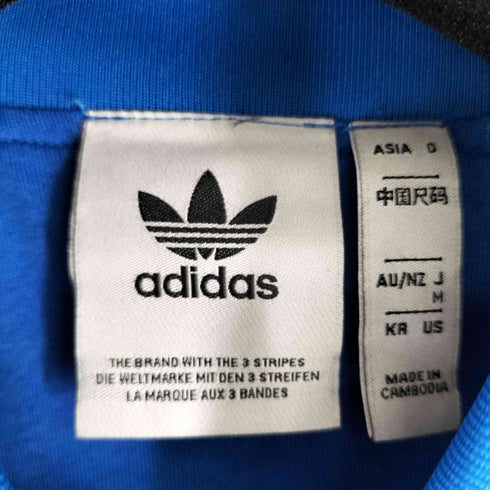 adidas
THE BRAND WITH THE 3 STRIPES
DIE WELTMARKE MIT DEN 3 STREIFEN
LA MARQUE AUX 3 BANDES
ASIA D
中国尺码
AU/NZ J
M
KR US
MADE IN
CAMBODIA